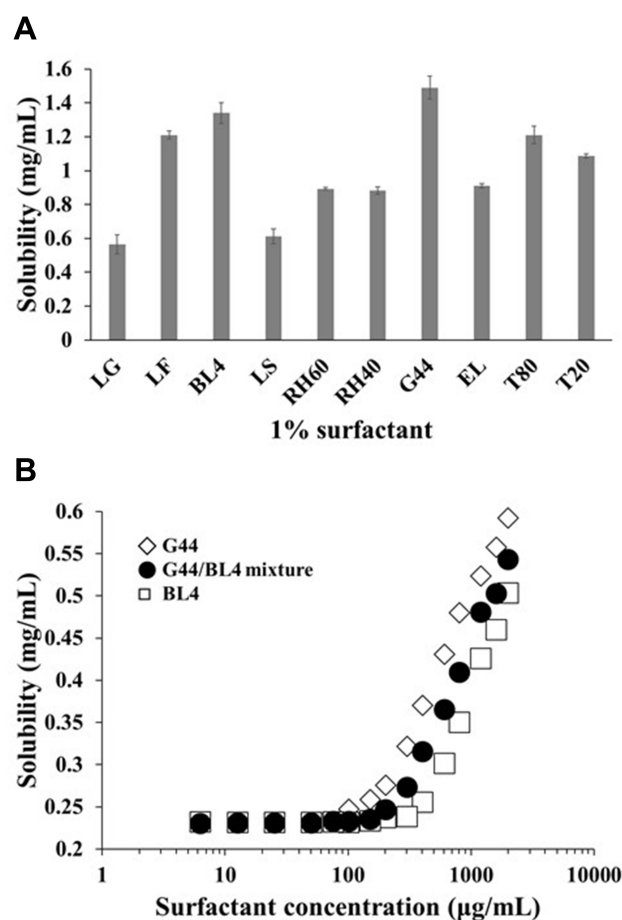 A
Solubility (mg/mL)
1.6
1.4
1.2
1
0.8
0.6
0.4
0.2
0
LG LF BL4 LS RH60 RH40 G44 EL T80 T20
1% surfactant
B
Solubility (mg/mL)
0.6
0.55
0.5
0.45
0.4
0.35
0.3
0.25
0.2
G44
G44/BL4 mixture
BL4
1 10 100 1000 10000
Surfactant concentration (μg/mL)